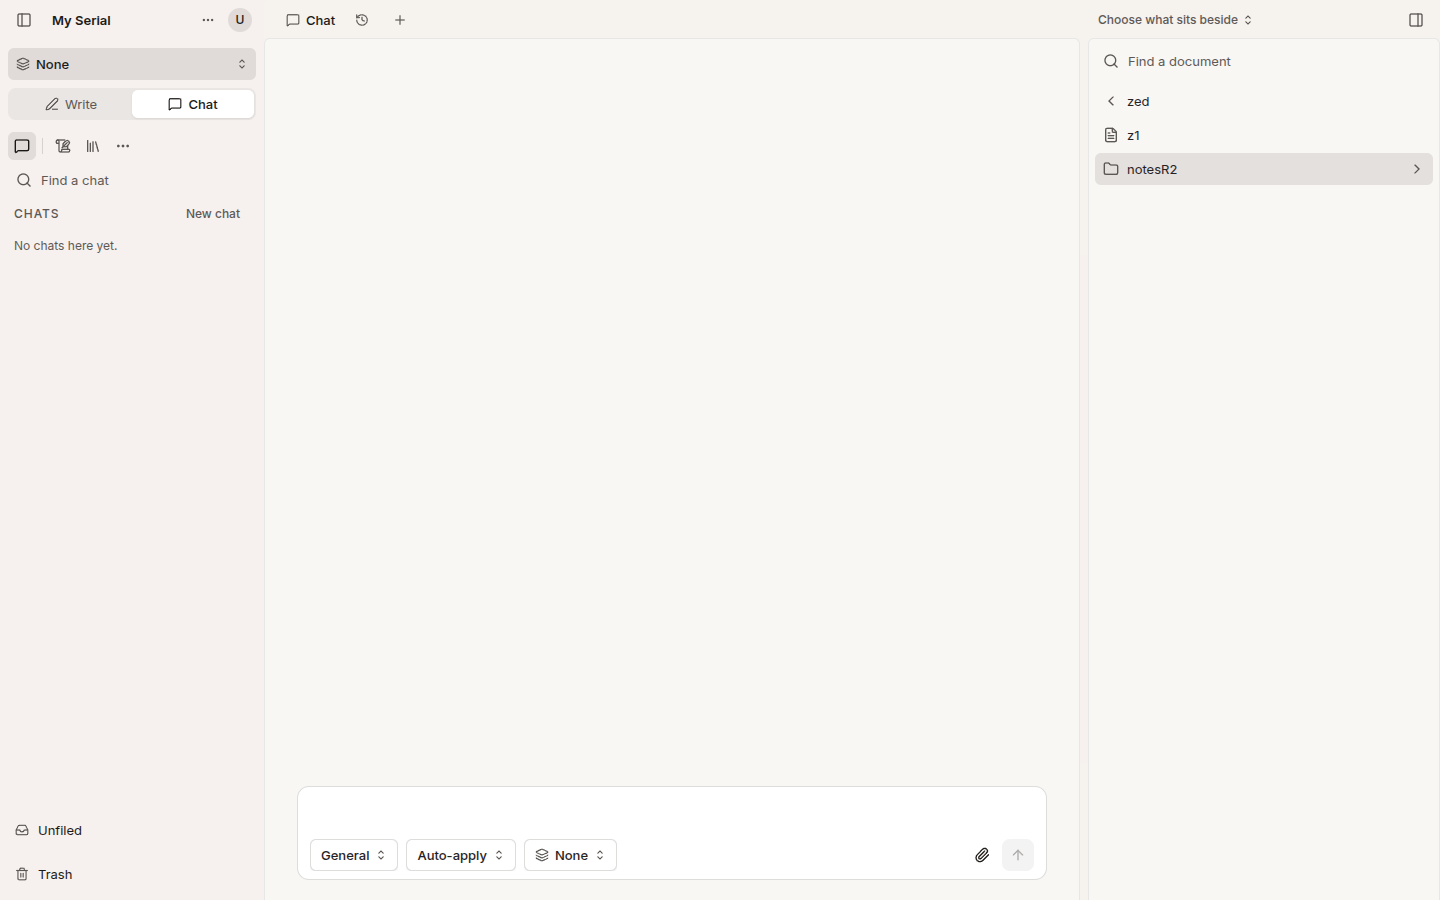 My Serial
U
None
Write
Chat
Find a chat
CHATS
New chat
No chats here yet.
Unfiled
Trash
Chat
General
Auto-apply
None
Choose what sits beside
Find a document
zed
z1
notesR2